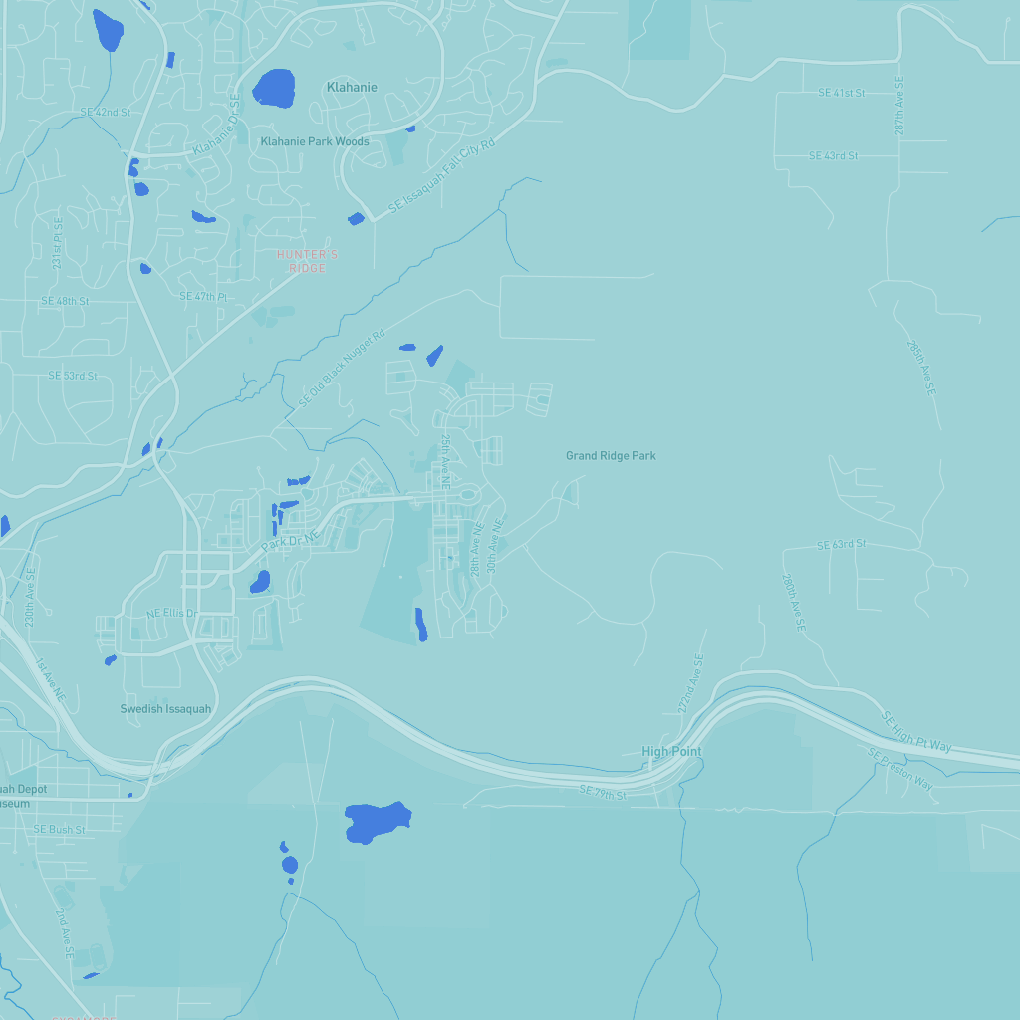 Klahanie
SE 41st St
287th Ave SE
SE 42nd St
Klahanie Dr SE
Klahanie Park Woods
SE 43rd St
SE Issaquah Fall City Rd
231st Pl SE
HUNTER'S
RIDGE
SE 47th Pl
SE 48th St
SE Old Black Nugget Rd
285th Ave SE
SE 53rd St
25th Ave NE
Grand Ridge Park
28th Ave NE
30th Ave NE
Park Dr NE
SE 63rd St
230th Ave SE
280th Ave SE
NE Ellis Dr
1st Ave NE
272nd Ave SE
Swedish Issaquah
SE High Pt Way
High Point
SE Preston Way
SE 79th St
uah Depot
useum
SE Bush St
2nd Ave SE